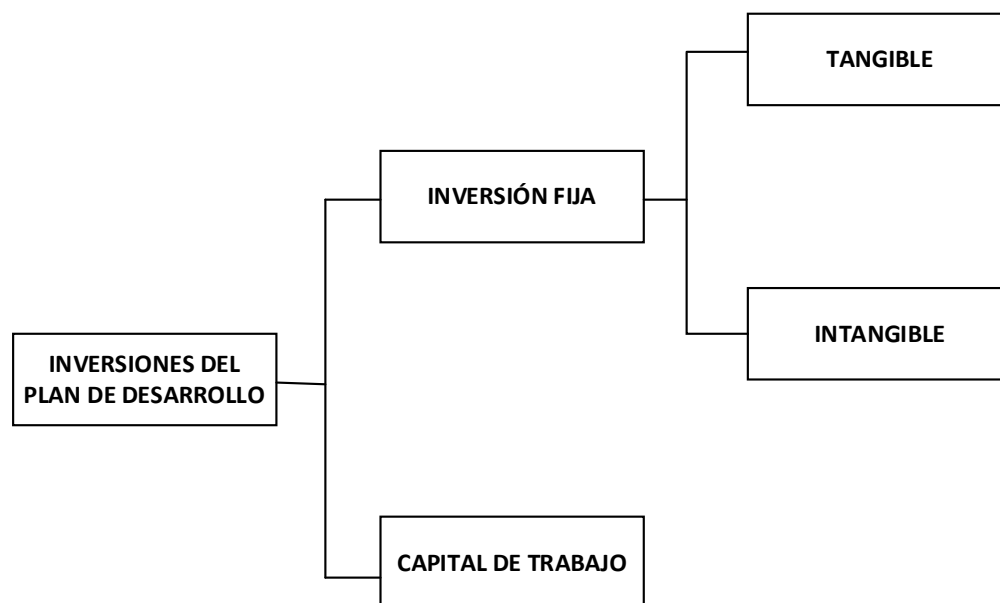 TANGIBLE
INVERSIÓN FIJA
INTANGIBLE
INVERSIONES DEL
PLAN DE DESARROLLO
CAPITAL DE TRABAJO